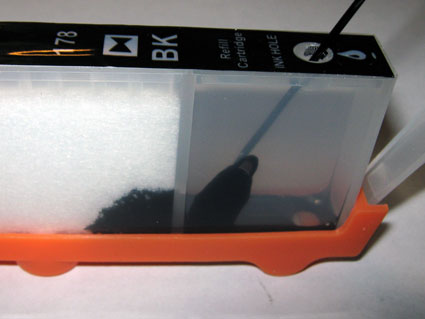 178
BK
Refill
Cartridge
INK HOLE